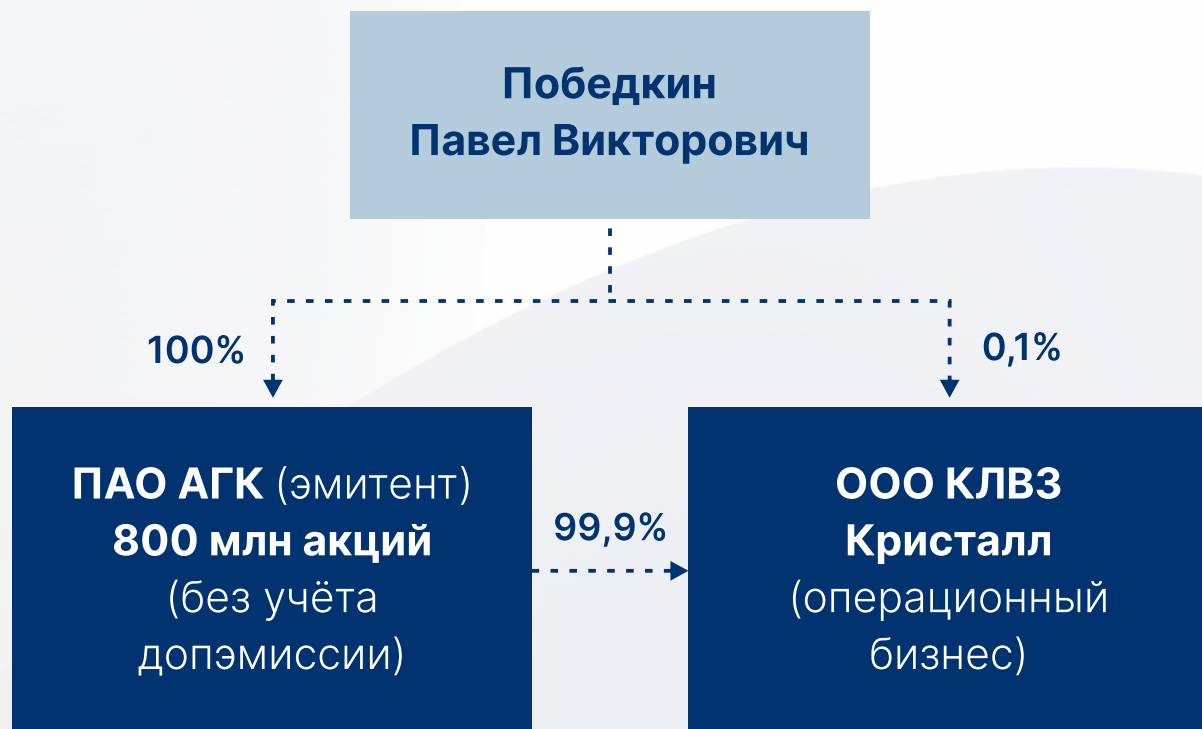 Победкин
Павел Викторович
100%
0,1%
ПАО АГК (эмитент)
800 млн акций
(без учёта
допэмиссии)
99,9%
ООО КЛВЗ
Кристалл
(операционный
бизнес)